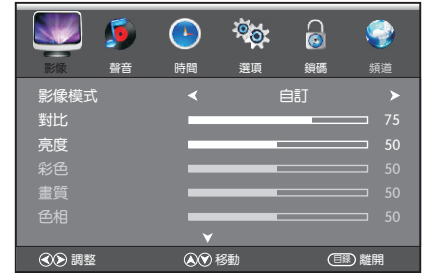 影像 聲音 時間 選項 鎖碼 頻道
影像模式 自訂
對比 75
亮度 50
彩色 50
畫質 50
色相 50
調整 移動 目錄 離開